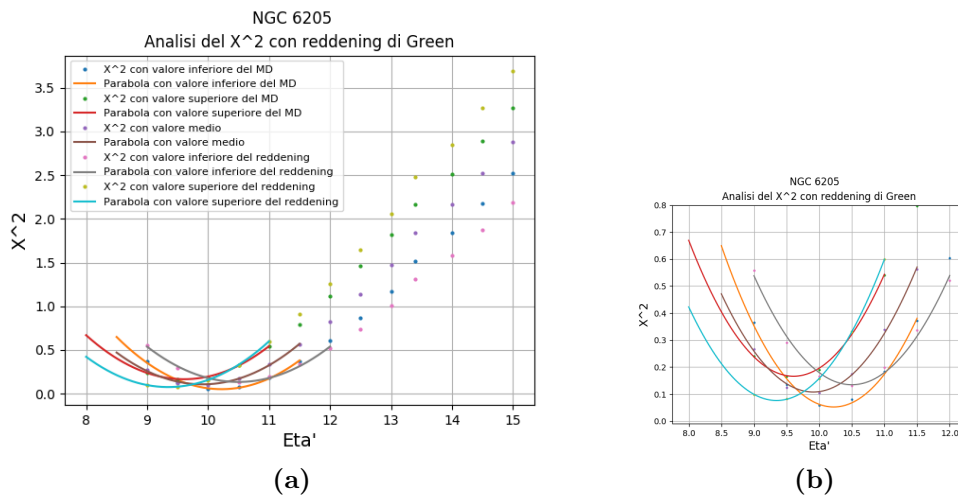 NGC 6205
Analisi del X^2 con reddening di Green
X^2 con valore inferiore del MD
Parabola con valore inferiore del MD
X^2 con valore superiore del MD
Parabola con valore superiore del MD
X^2 con valore medio
Parabola con valore medio
X^2 con valore inferiore del reddening
Parabola con valore inferiore del reddening
X^2 con valore superiore del reddening
Parabola con valore superiore del reddening
3.5
3.0
2.5
2.0
1.5
1.0
0.5
0.0
X^2
8 9 10 11 12 13 14 15
Eta'
(a)
NGC 6205
Analisi del X^2 con reddening di Green
0.8
0.7
0.6
0.5
0.4
0.3
0.2
0.1
0.0
X^2
8.0 8.5 9.0 9.5 10.0 10.5 11.0 11.5 12.0
Eta'
(b)